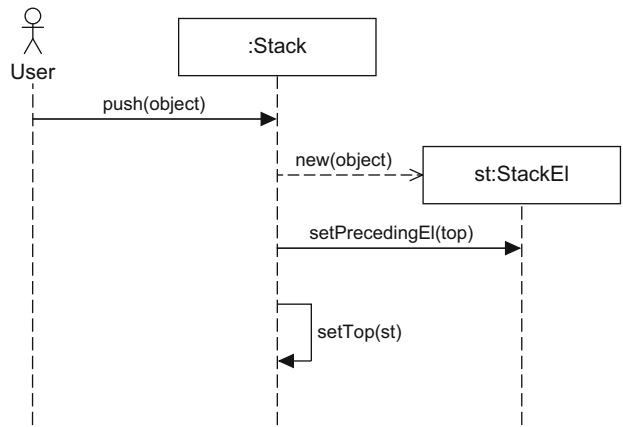 User
:Stack
push(object)
new(object)
st:StackEl
setPrecedingEl(top)
setTop(st)